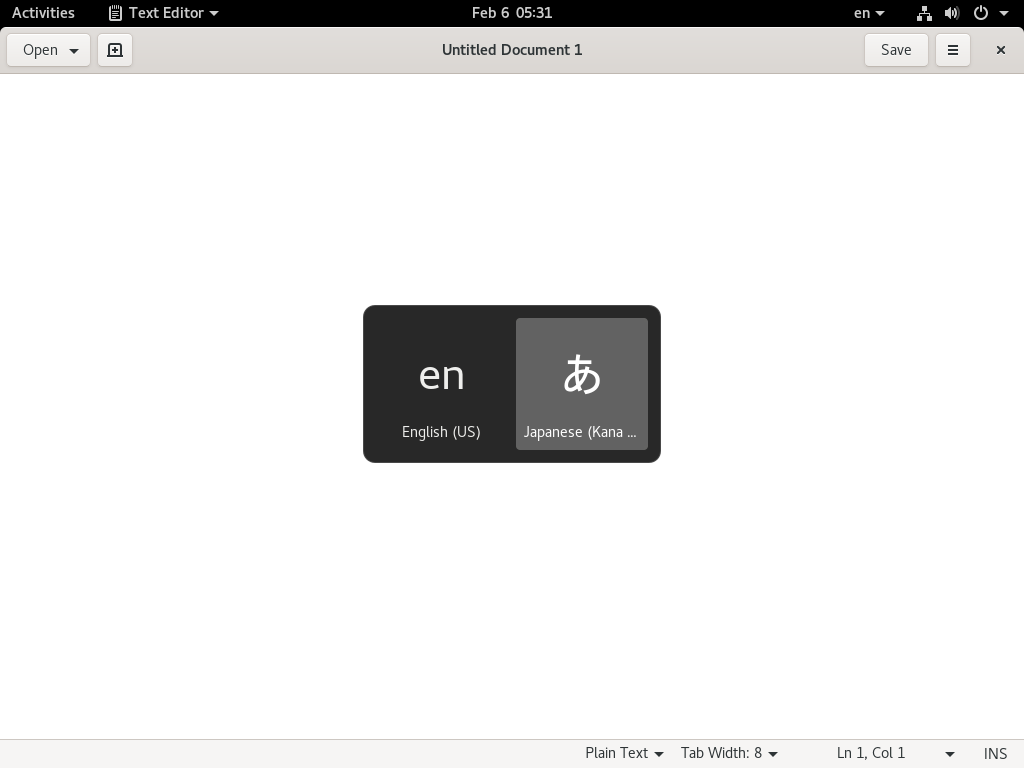 Activities Text Editor Feb 6 05:31 en
Open Untitled Document 1 Save
en あ
English (US) Japanese (Kana ...
Plain Text Tab Width: 8 Ln 1, Col 1 INS